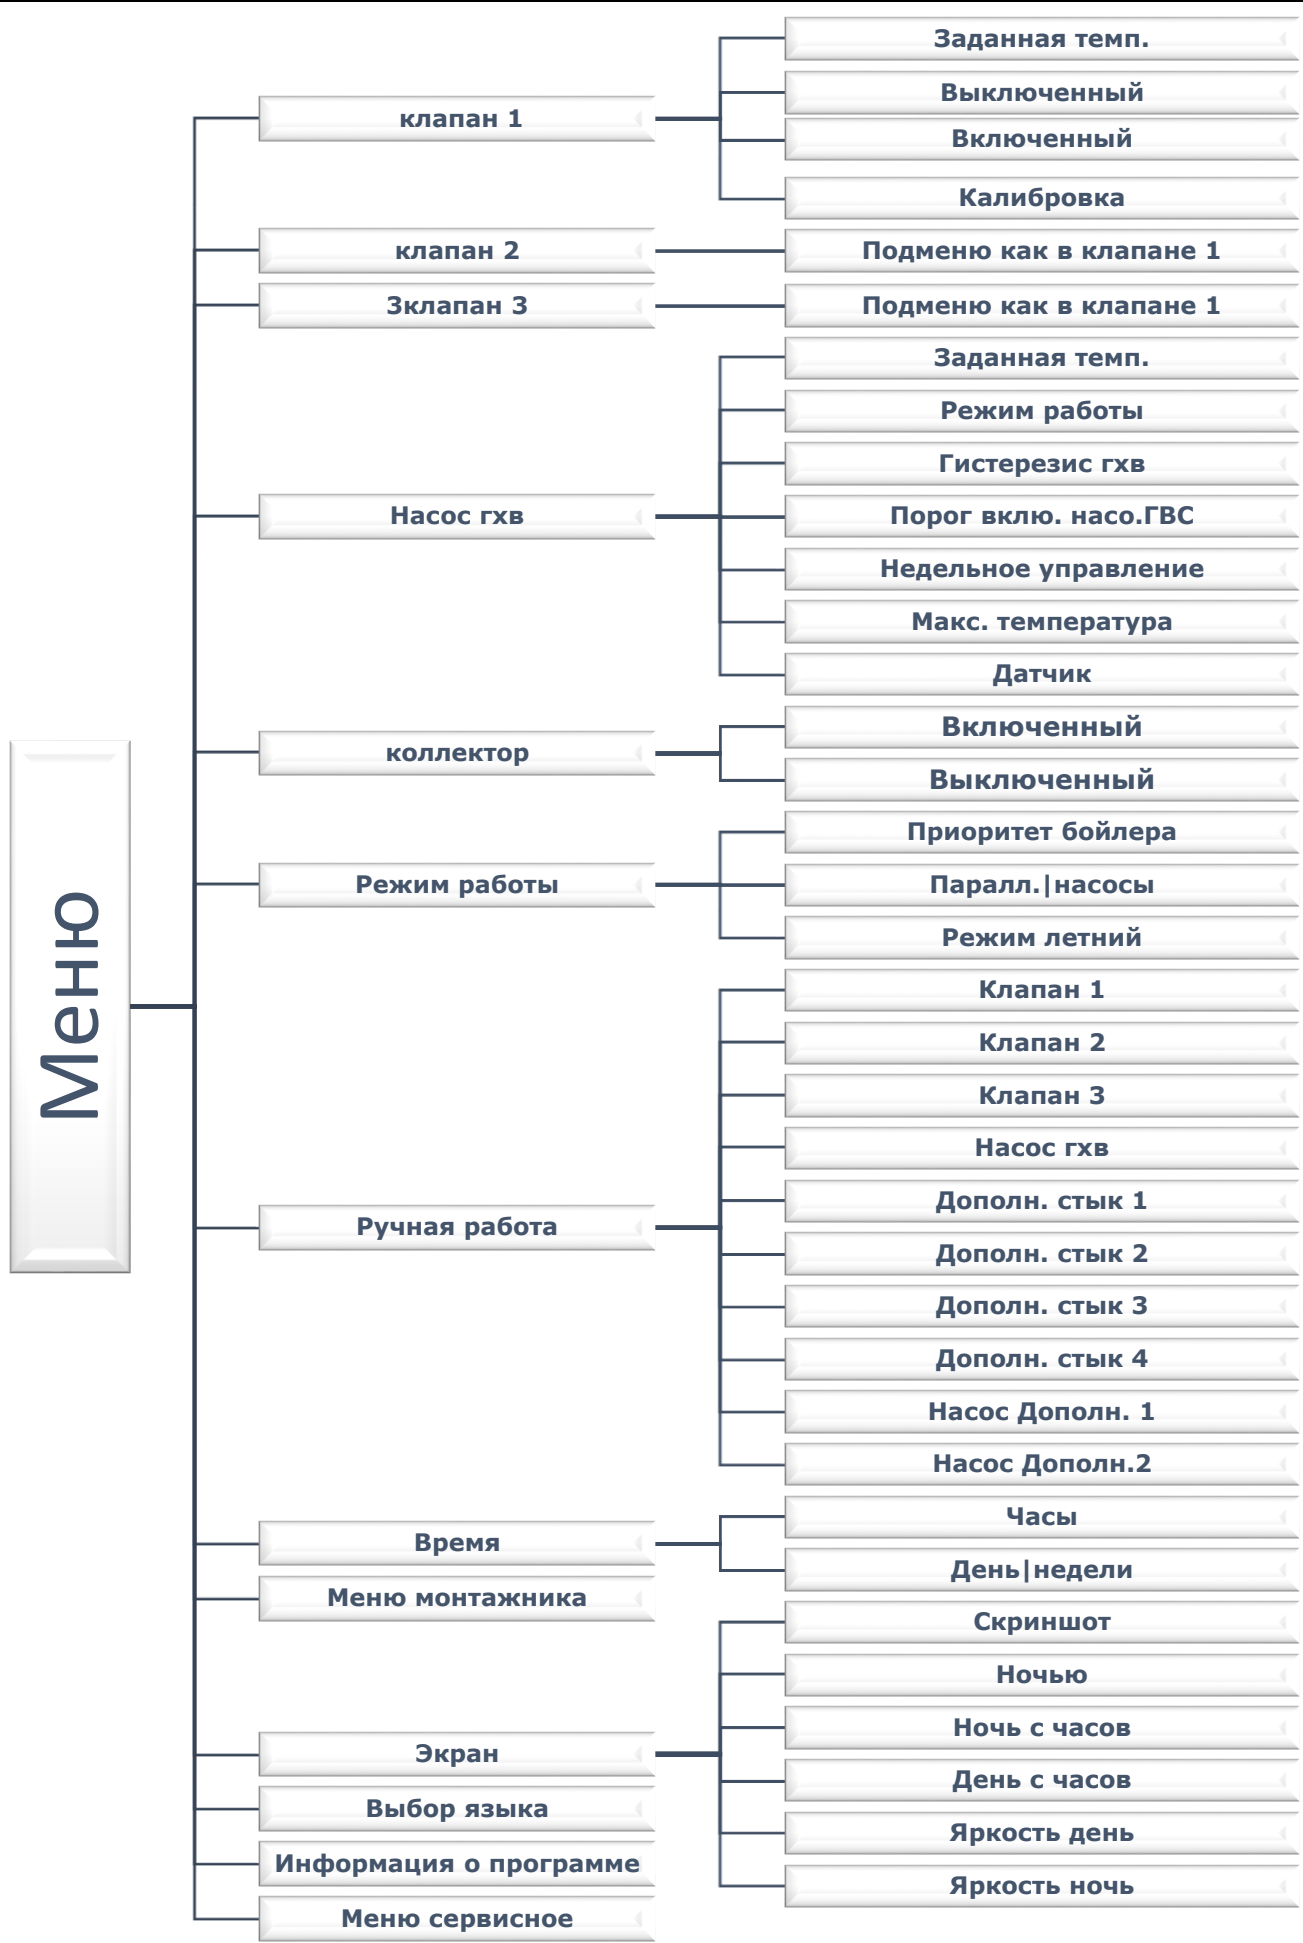 Меню
клапан 1
Заданная темп.
Выключенный
Включенный
Калибровка
клапан 2
Подменю как в клапане 1
3клапан 3
Подменю как в клапане 1
Насос гхв
Заданная темп.
Режим работы
Гистерезис гхв
Порог вклю. насо.ГВС
Недельное управление
Макс. температура
Датчик
коллектор
Включенный
Выключенный
Режим работы
Приоритет бойлера
Паралл.|насосы
Режим летний
Ручная работа
Клапан 1
Клапан 2
Клапан 3
Насос гхв
Дополн. стык 1
Дополн. стык 2
Дополн. стык 3
Дополн. стык 4
Насос Дополн. 1
Насос Дополн.2
Время
Часы
День|недели
Меню монтажника
Экран
Скриншот
Ночью
Ночь с часов
День с часов
Яркость день
Яркость ночь
Выбор языка
Информация о программе
Меню сервисное